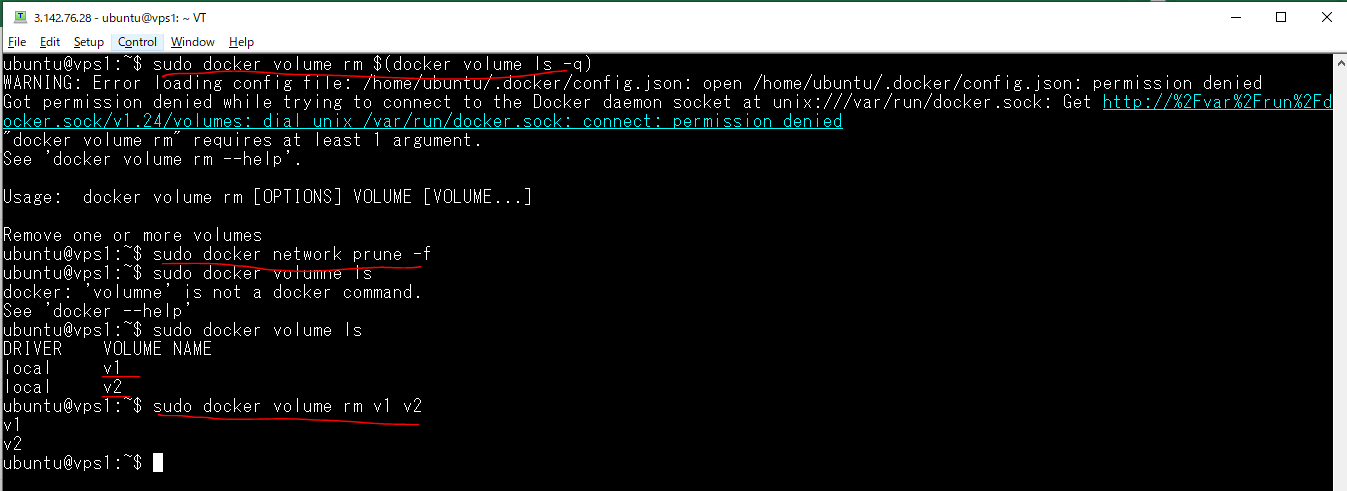 3.142.76.28 - ubuntu@vps1: ~ VT
File Edit Setup Control Window Help
ubuntu@vps1:~$ sudo docker volume rm $(docker volume ls -q)
WARNING: Error loading config file: /home/ubuntu/.docker/config.json: open /home/ubuntu/.docker/config.json: permission denied
Got permission denied while trying to connect to the Docker daemon socket at unix:///var/run/docker.sock: Get http://%2Fvar%2Frun%2Fd
ocker.sock/v1.24/volumes: dial unix /var/run/docker.sock: connect: permission denied
"docker volume rm" requires at least 1 argument.
See 'docker volume rm --help'.
Usage:  docker volume rm [OPTIONS] VOLUME [VOLUME...]
Remove one or more volumes
ubuntu@vps1:~$ sudo docker network prune -f
ubuntu@vps1:~$ sudo docker volumne ls
docker: 'volumne' is not a docker command.
See 'docker --help'
ubuntu@vps1:~$ sudo docker volume ls
DRIVER    VOLUME NAME
local     v1
local     v2
ubuntu@vps1:~$ sudo docker volume rm v1 v2
v1
v2
ubuntu@vps1:~$